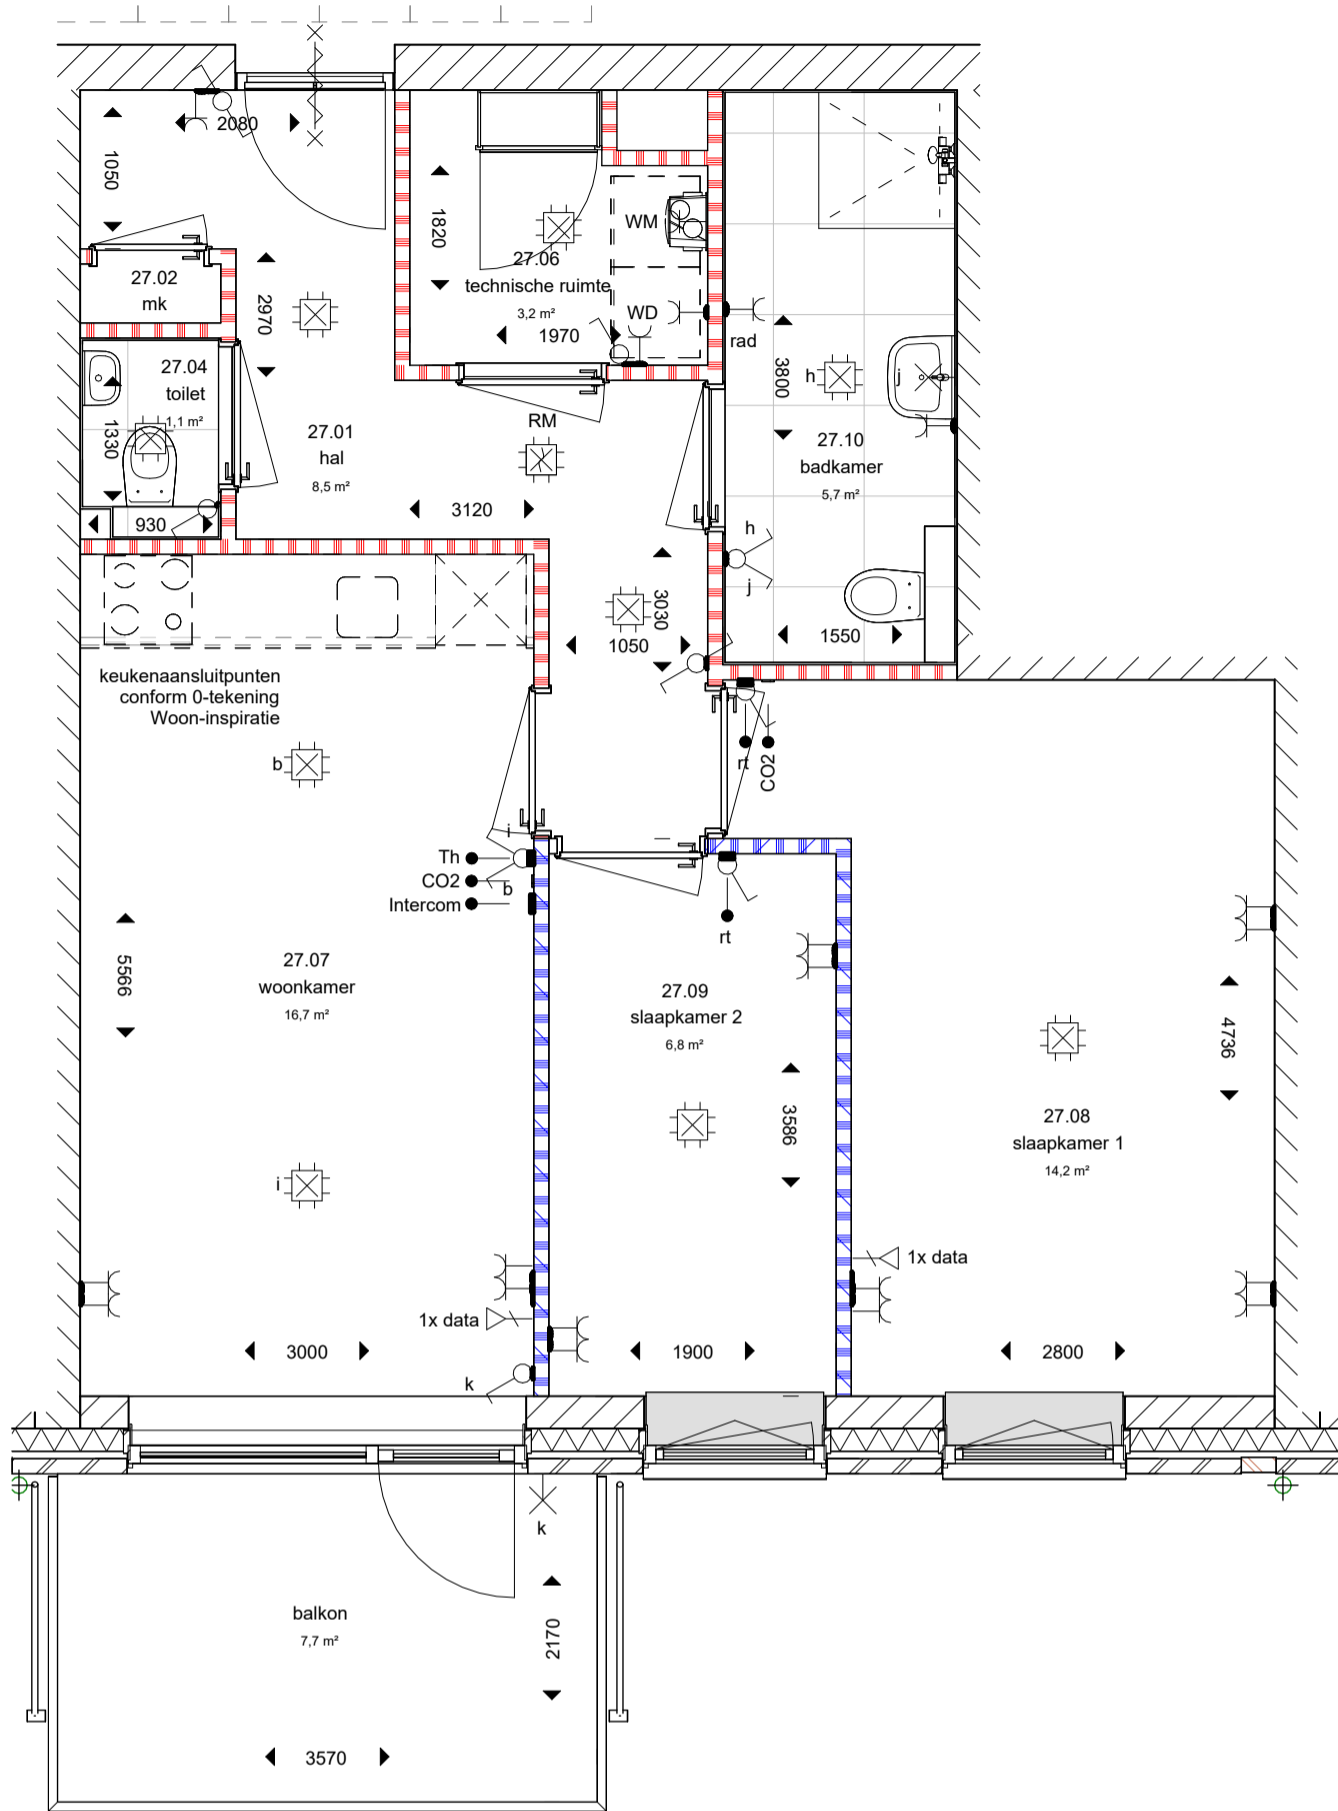 2080
1050
1820
WM
27.06
technische ruimte
3,2 m²
27.02
mk
2970
WD
1970
rad
27.04
toilet
1,1 m²
1330
3800
h
j
RM
27.01
hal
8,5 m²
27.10
badkamer
5,7 m²
930
3120
h
j
3030
1050
1550
keukenaansluitpunten
conform 0-tekening
Woon-inspiratie
b
rt
CO2
i
Th
CO2
b
Intercom
rt
5566
27.07
woonkamer
16,7 m²
27.09
slaapkamer 2
6,8 m²
4736
3586
27.08
slaapkamer 1
14,2 m²
i
1x data
1x data
3000
1900
2800
k
k
balkon
7,7 m²
2170
3570